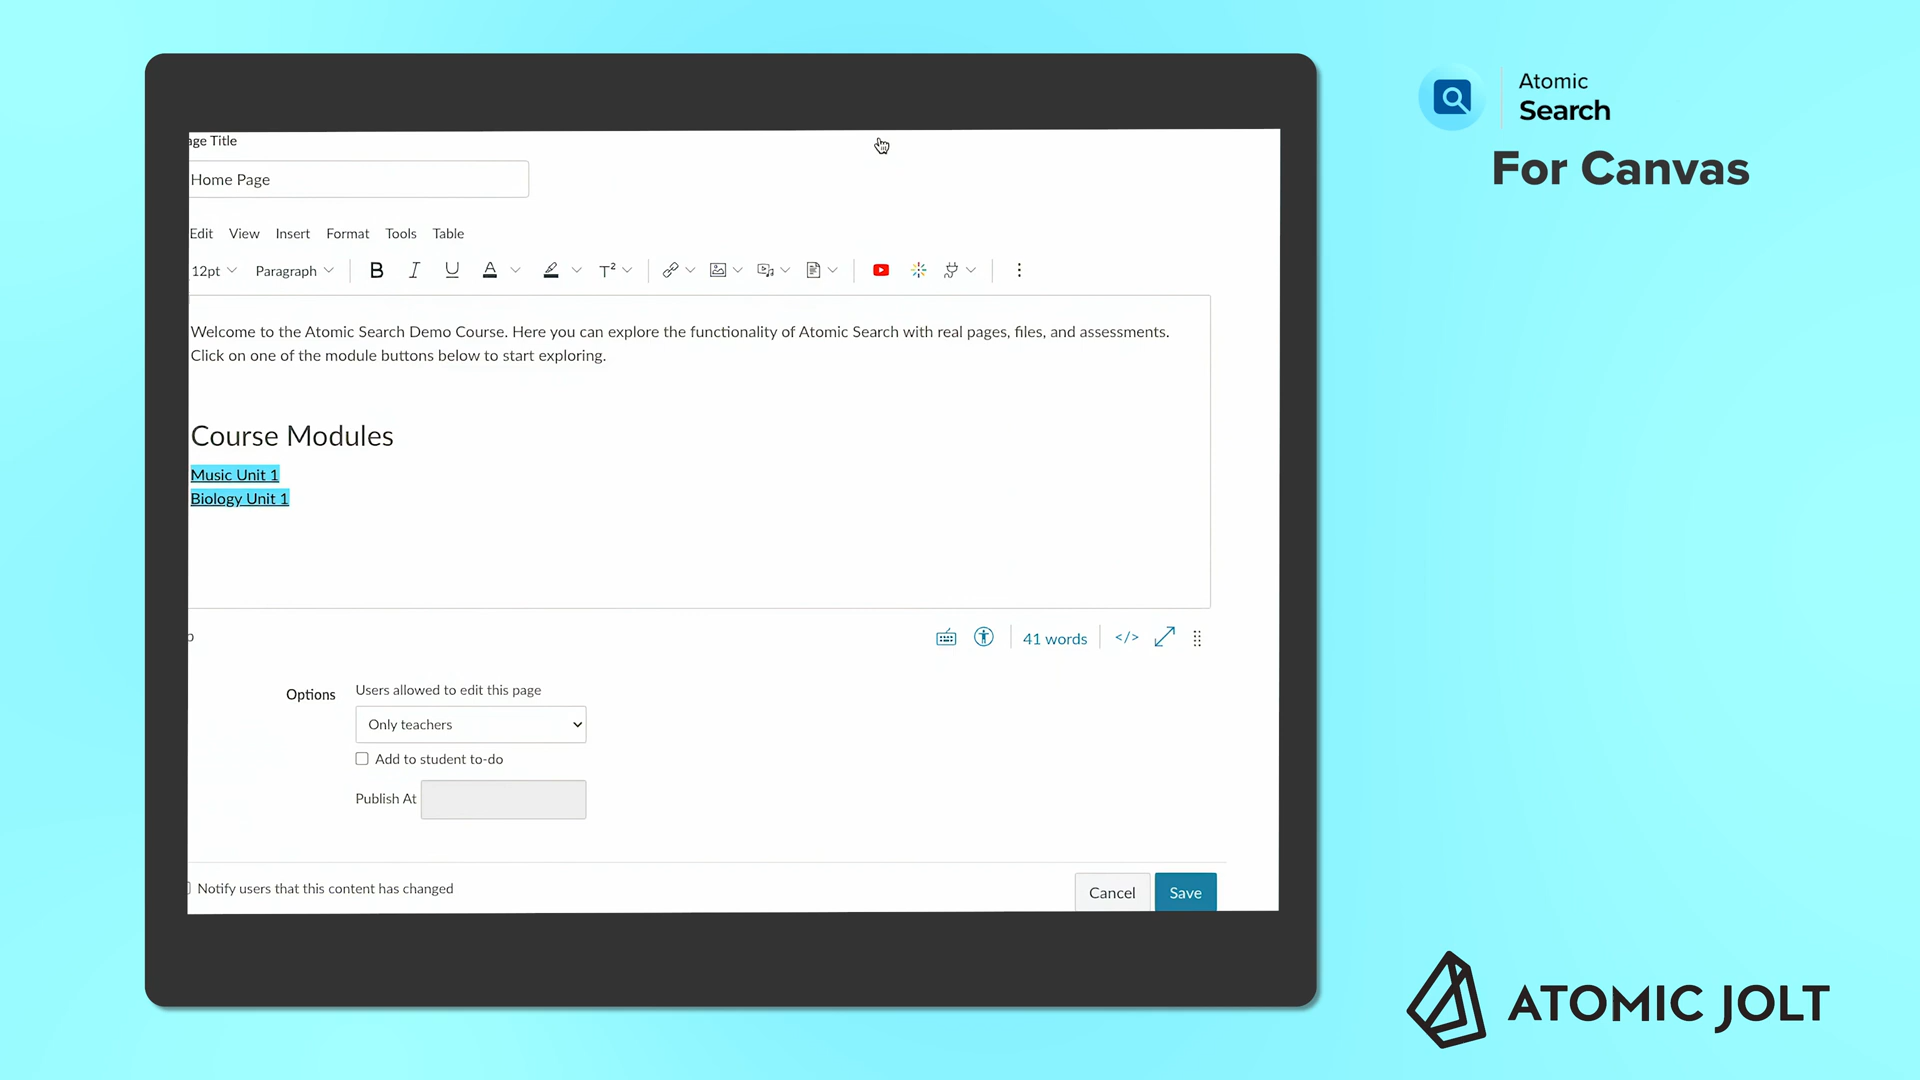 Atomic
Search
For Canvas
age Title
Home Page
Edit View Insert Format Tools Table
12pt Paragraph B I U A T²
Welcome to the Atomic Search Demo Course. Here you can explore the functionality of Atomic Search with real pages, files, and assessments.
Click on one of the module buttons below to start exploring.
Course Modules
Music Unit 1
Biology Unit 1
p
41 words </>
Options
Users allowed to edit this page
Only teachers
Add to student to-do
Publish At
Notify users that this content has changed
Cancel Save
ATOMIC JOLT